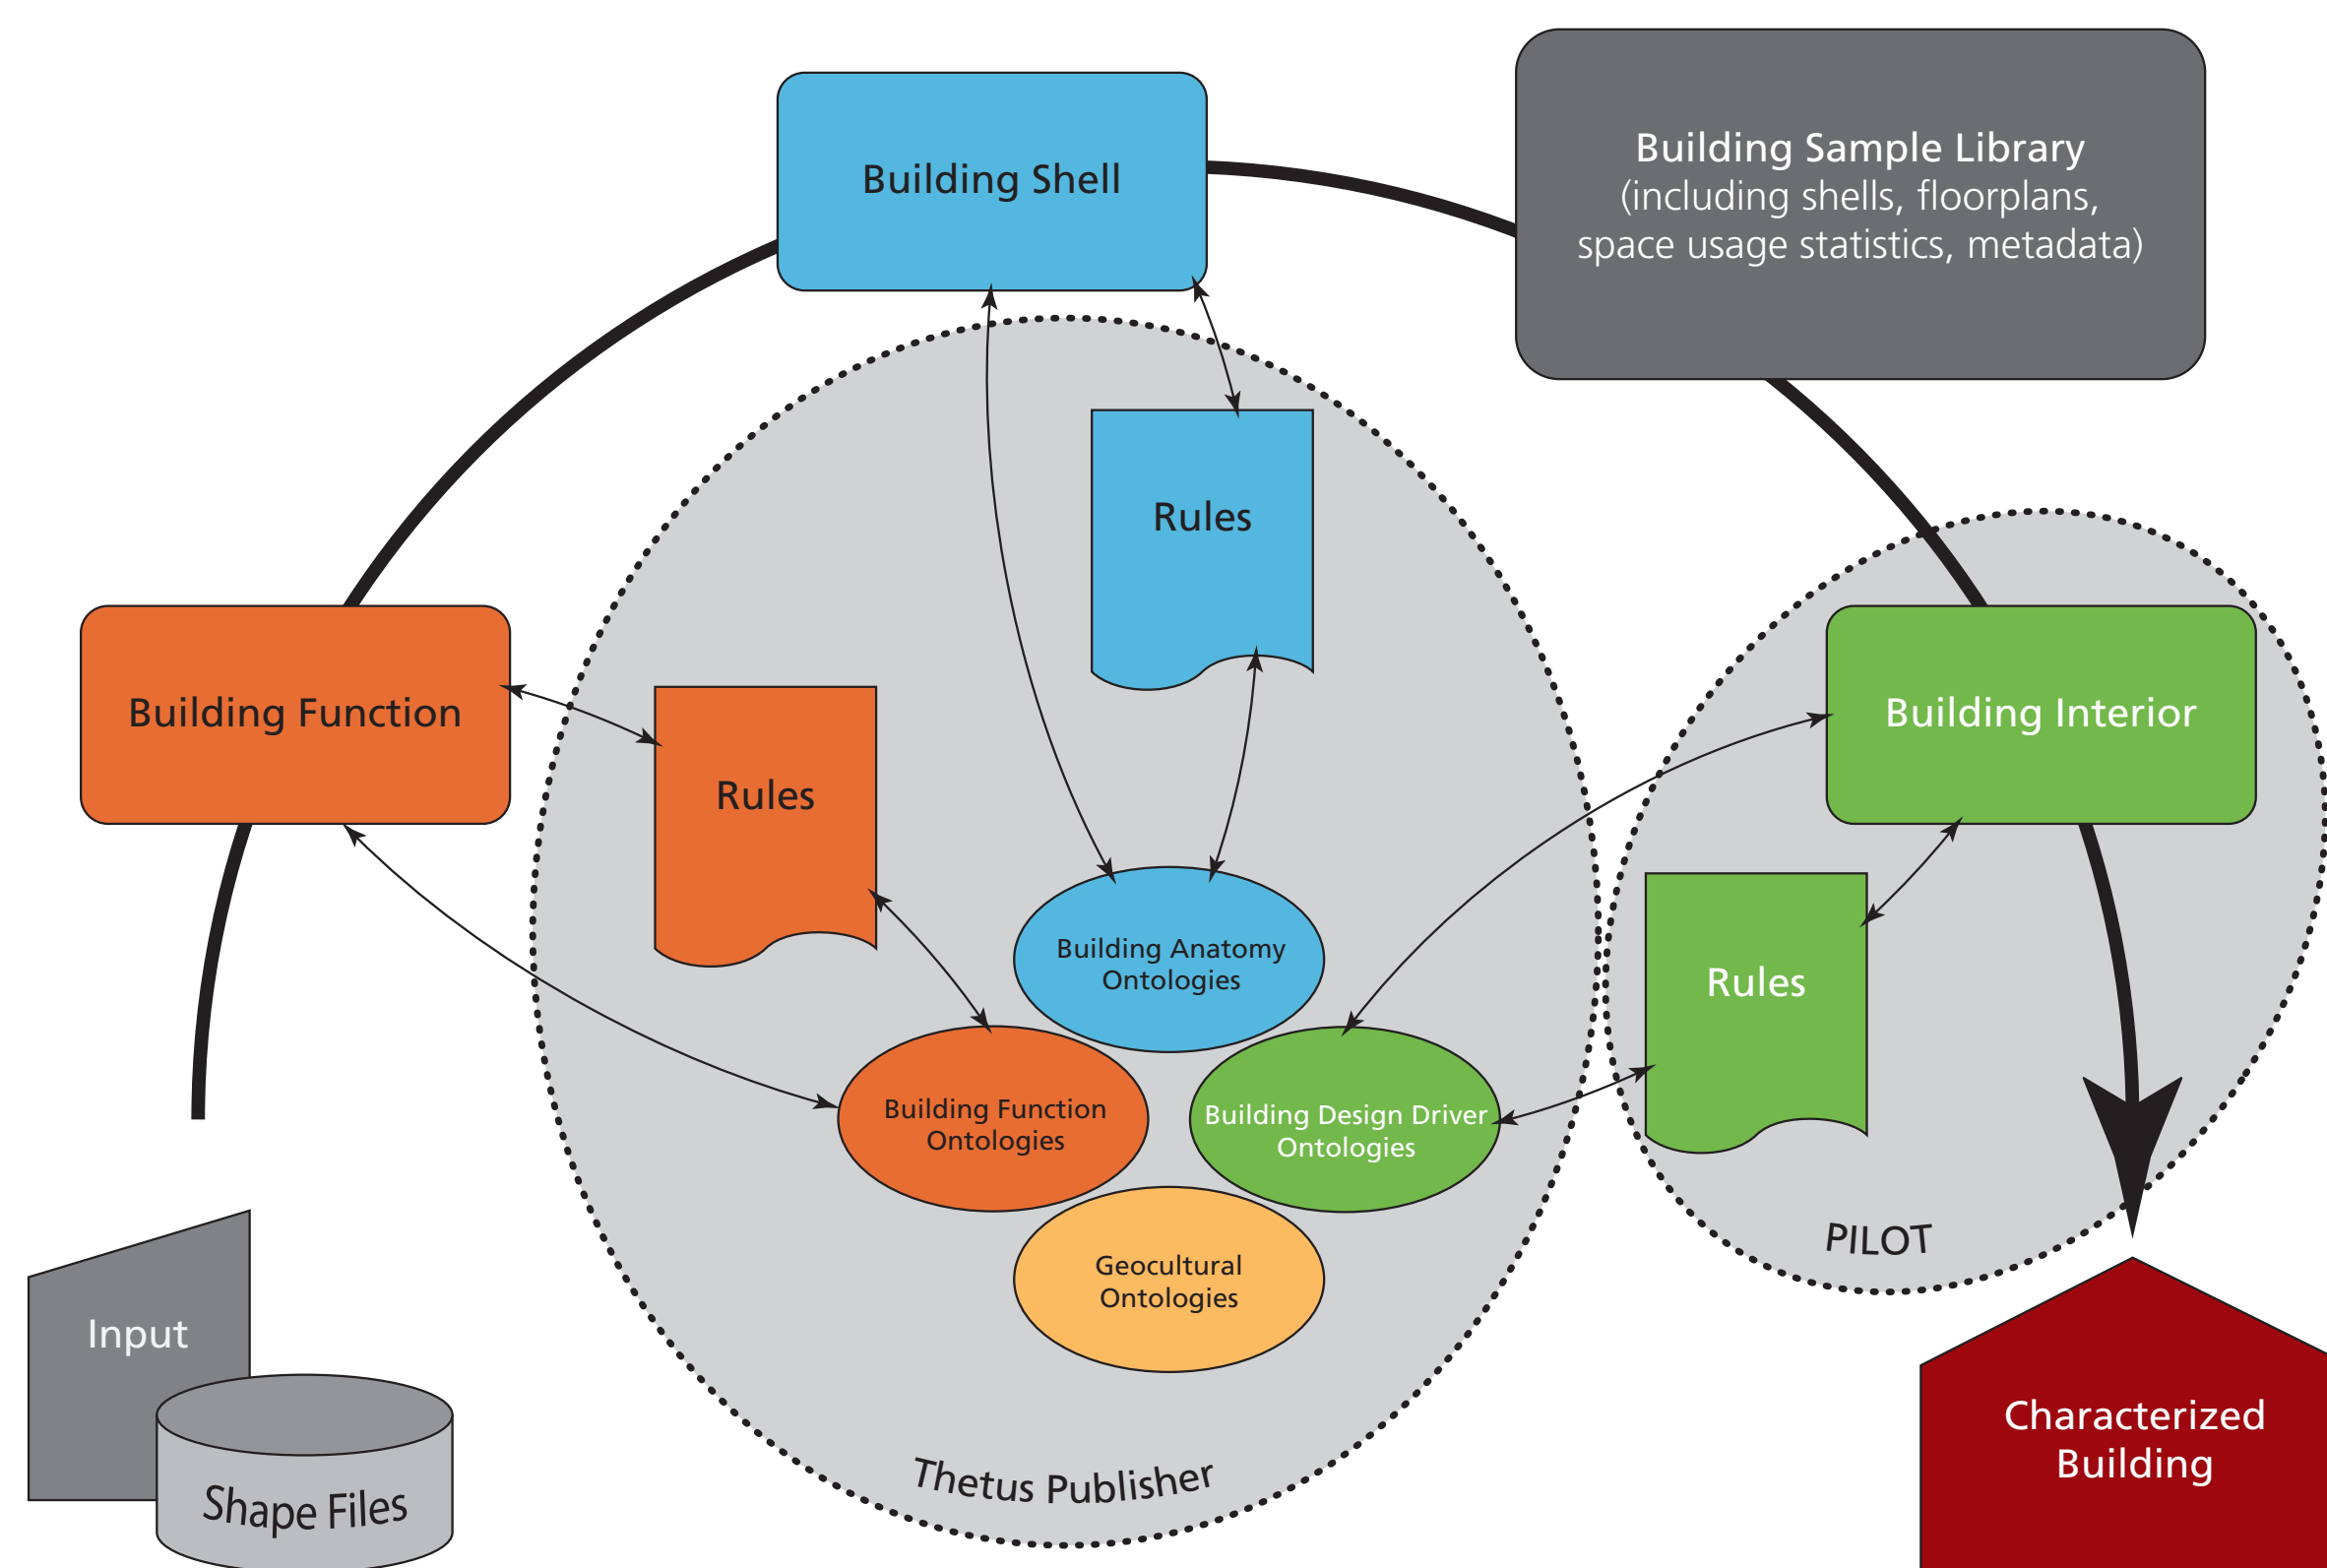 Building Shell
Building Sample Library
(including shells, floorplans,
space usage statistics, metadata)
Rules
Building Function
Rules
Building Interior
Rules
Building Anatomy
Ontologies
Building Function
Ontologies
Building Design Driver
Ontologies
Geocultural
Ontologies
PILOT
Thetus Publisher
Input
Shape Files
Characterized
Building